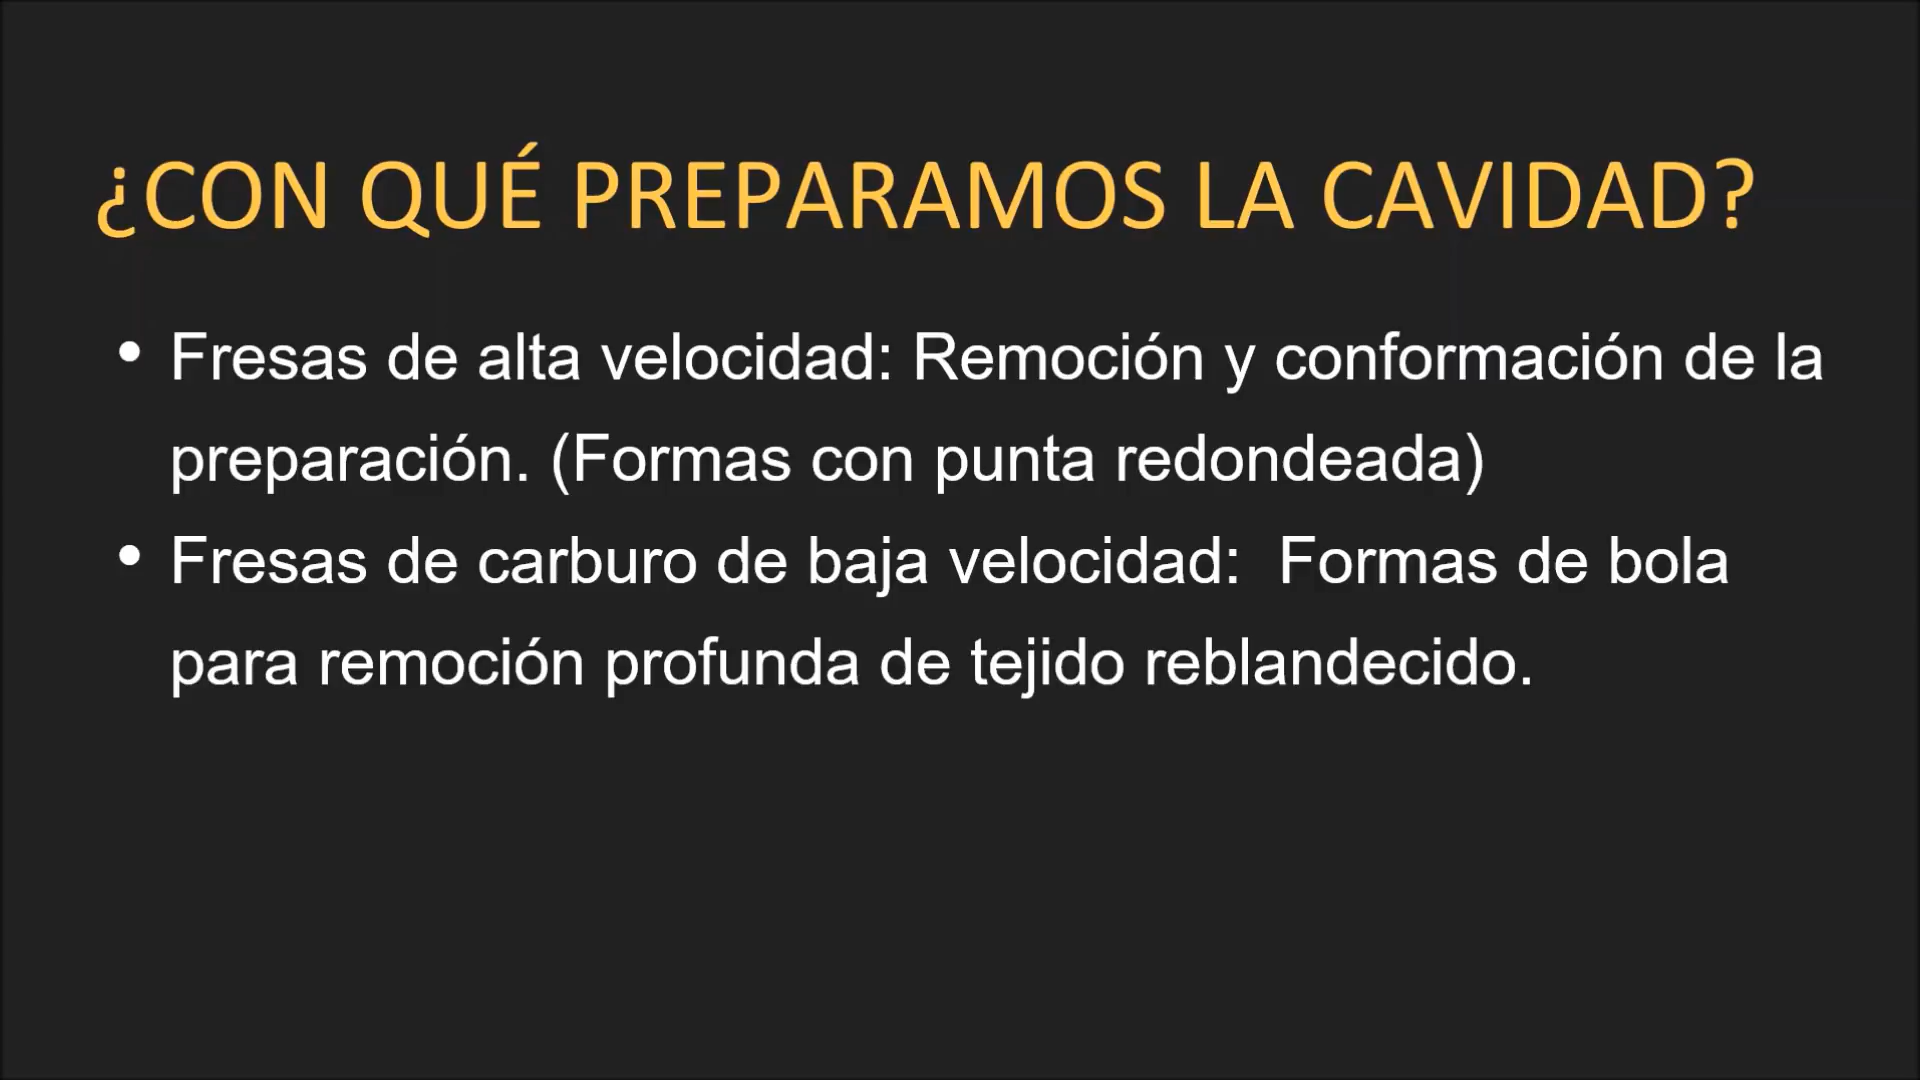 ¿CON QUÉ PREPARAMOS LA CAVIDAD?
• Fresas de alta velocidad: Remoción y conformación de la
preparación. (Formas con punta redondeada)
• Fresas de carburo de baja velocidad:  Formas de bola
para remoción profunda de tejido reblandecido.